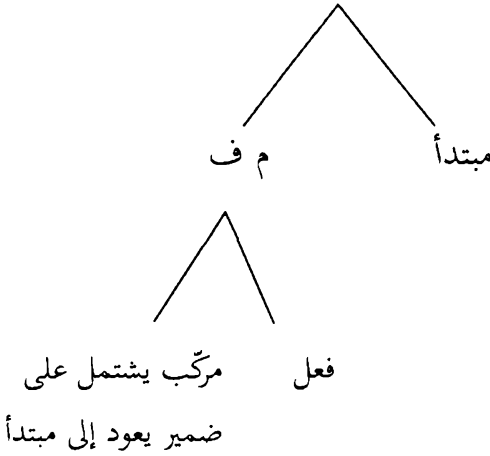 مبتدأ م ف
فعل مركّب يشتمل على
ضمير يعود إلى مبتدأ